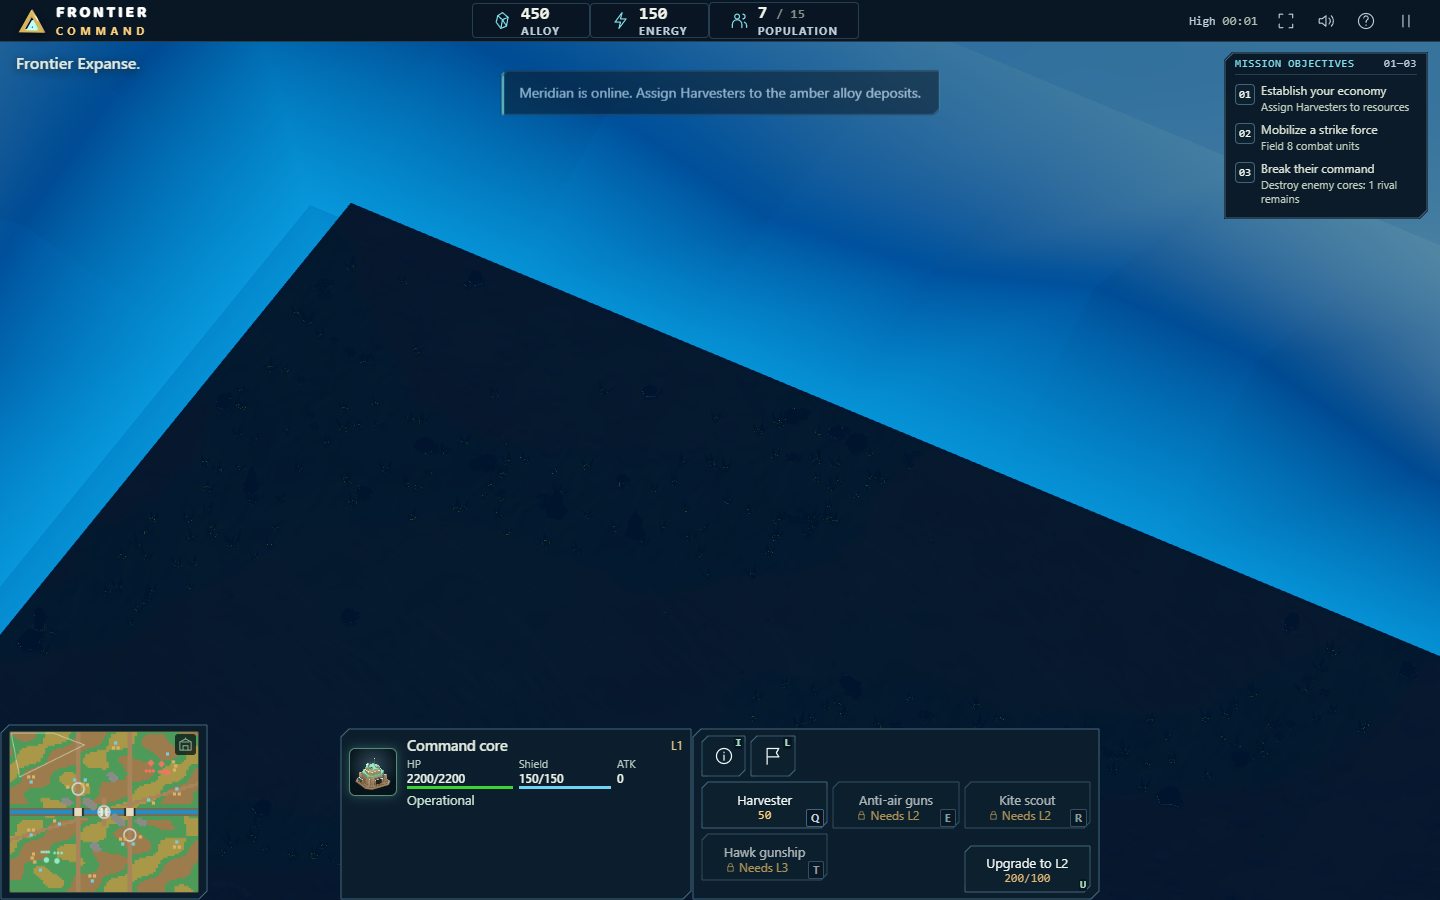 FRONTIER
COMMAND
450
ALLOY
150
ENERGY
7 / 15
POPULATION
High 00:01
Frontier Expanse.
Meridian is online. Assign Harvesters to the amber alloy deposits.
MISSION OBJECTIVES 01—03
01 Establish your economy
Assign Harvesters to resources
02 Mobilize a strike force
Field 8 combat units
03 Break their command
Destroy enemy cores: 1 rival
remains
Command core L1
HP Shield ATK
2200/2200 150/150 0
Operational
I L
Harvester
50 Q
Anti-air guns
Needs L2 E
Kite scout
Needs L2 R
Hawk gunship
Needs L3 T
Upgrade to L2
200/100
U